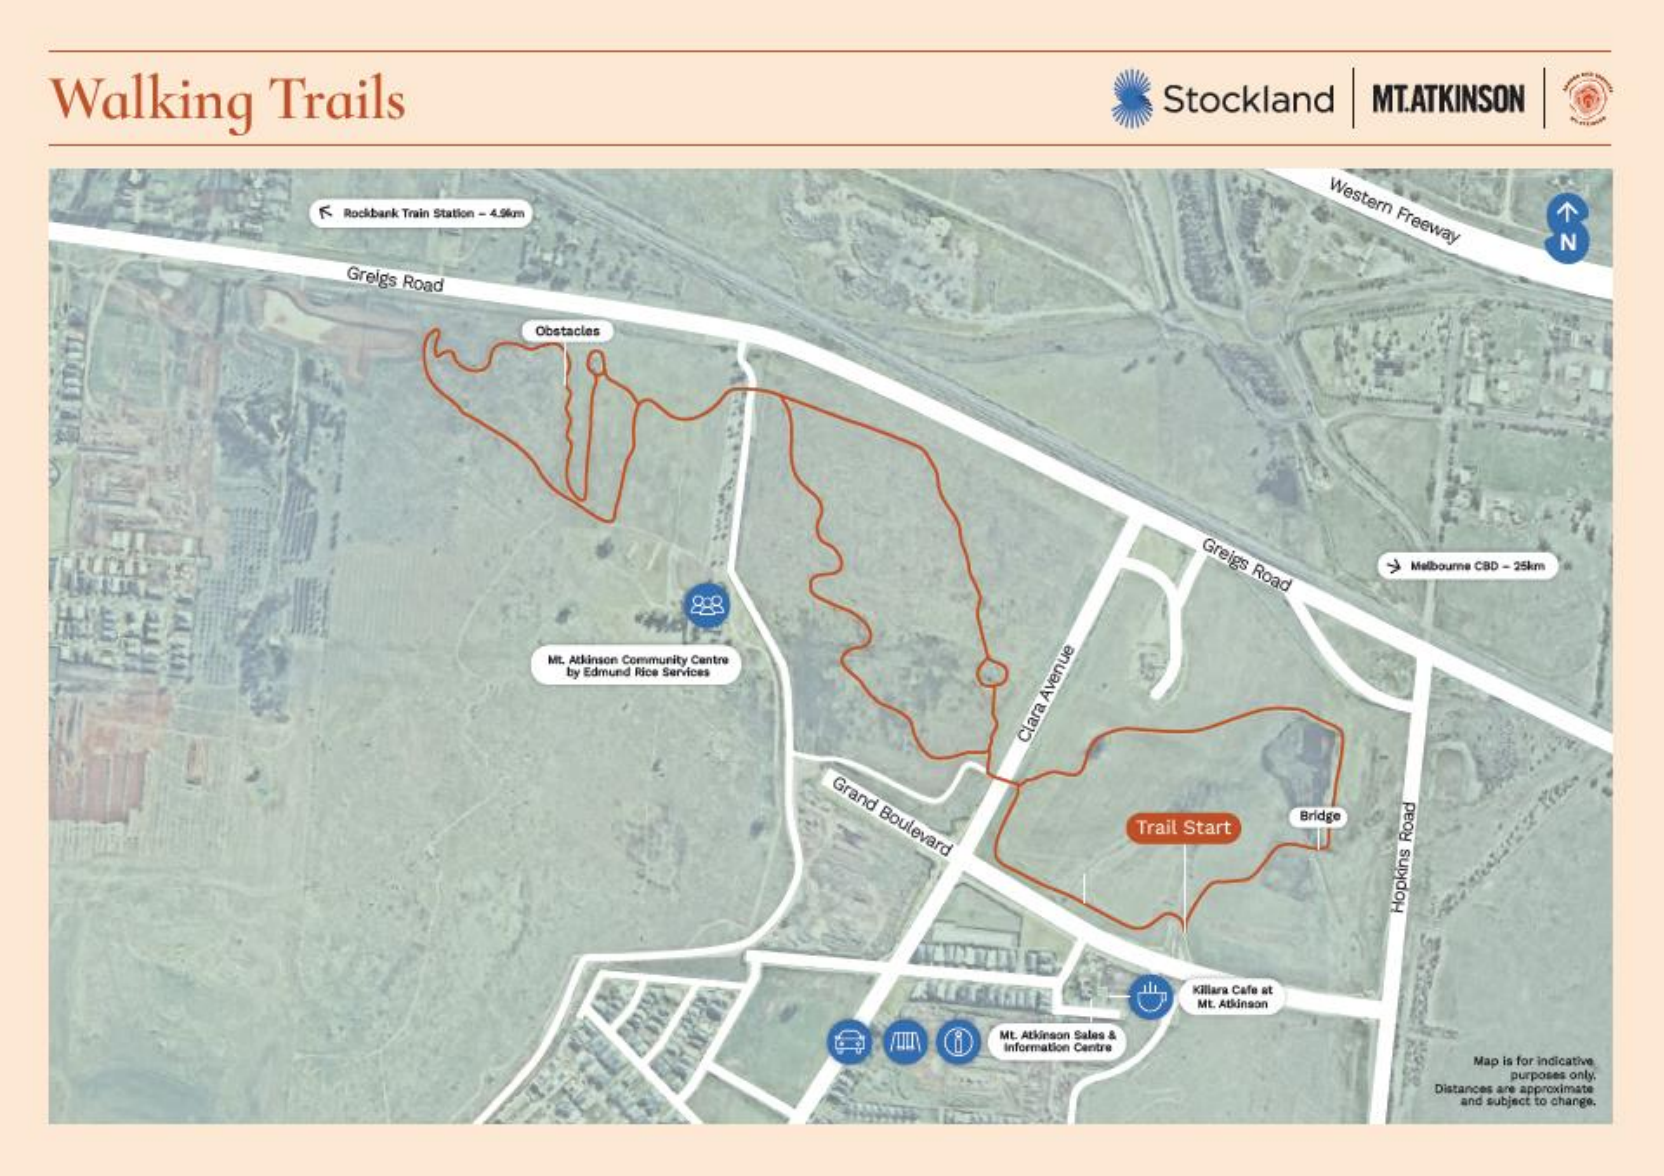 Walking Trails
Stockland
MT.ATKINSON
Western Freeway
N
Rockbank Train Station – 4.9km
Greigs Road
Obstacles
Greigs Road
Melbourne CBD – 25km
Mt. Atkinson Community Centre
by Edmund Rice Services
Clara Avenue
Grand Boulevard
Trail Start
Bridge
Hopkins Road
Killara Cafe at
Mt. Atkinson
Mt. Atkinson Sales &
Information Centre
Map is for indicative
purposes only.
Distances are approximate
and subject to change.